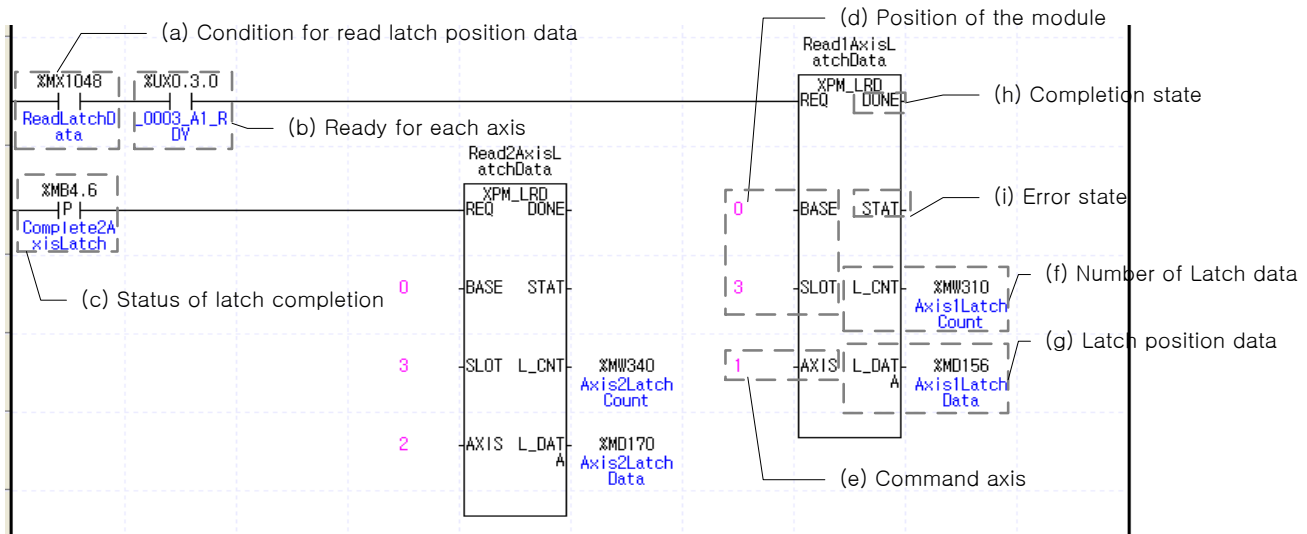 (d) Position of the module
(a) Condition for read latch position data
Read1AxisL
atchData
%MX1048
%UX0.3.0
XPM_LRD
REQ DONE
(h) Completion state
ReadLatchD
ata
_0003_A1_R
DY
(b) Ready for each axis
Read2AxisL
atchData
%MB4.6
P
XPM_LRD
REQ DONE
0
BASE STAT
(i) Error state
Complete2A
xisLatch
(c) Status of latch completion
0
BASE STAT
3
SLOT L_CNT
%MW310
Axis1Latch
Count
(f) Number of Latch data
(g) Latch position data
3
SLOT L_CNT
%MW340
Axis2Latch
Count
1
AXIS L_DAT
A
%MD156
Axis1Latch
Data
2
AXIS L_DAT
A
%MD170
Axis2Latch
Data
(e) Command axis